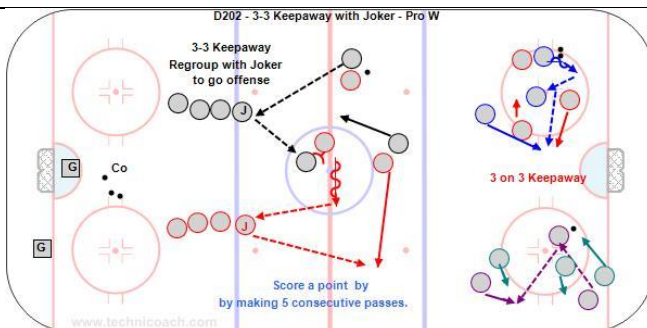 D202 - 3-3 Keepaway with Joker - Pro W
3-3 Keepaway
Regroup with Joker
to go offense
J
G
Co
3 on 3 Keepaway
J
G
Score a point by
by making 5 consecutive passes.
www.technicoach.com